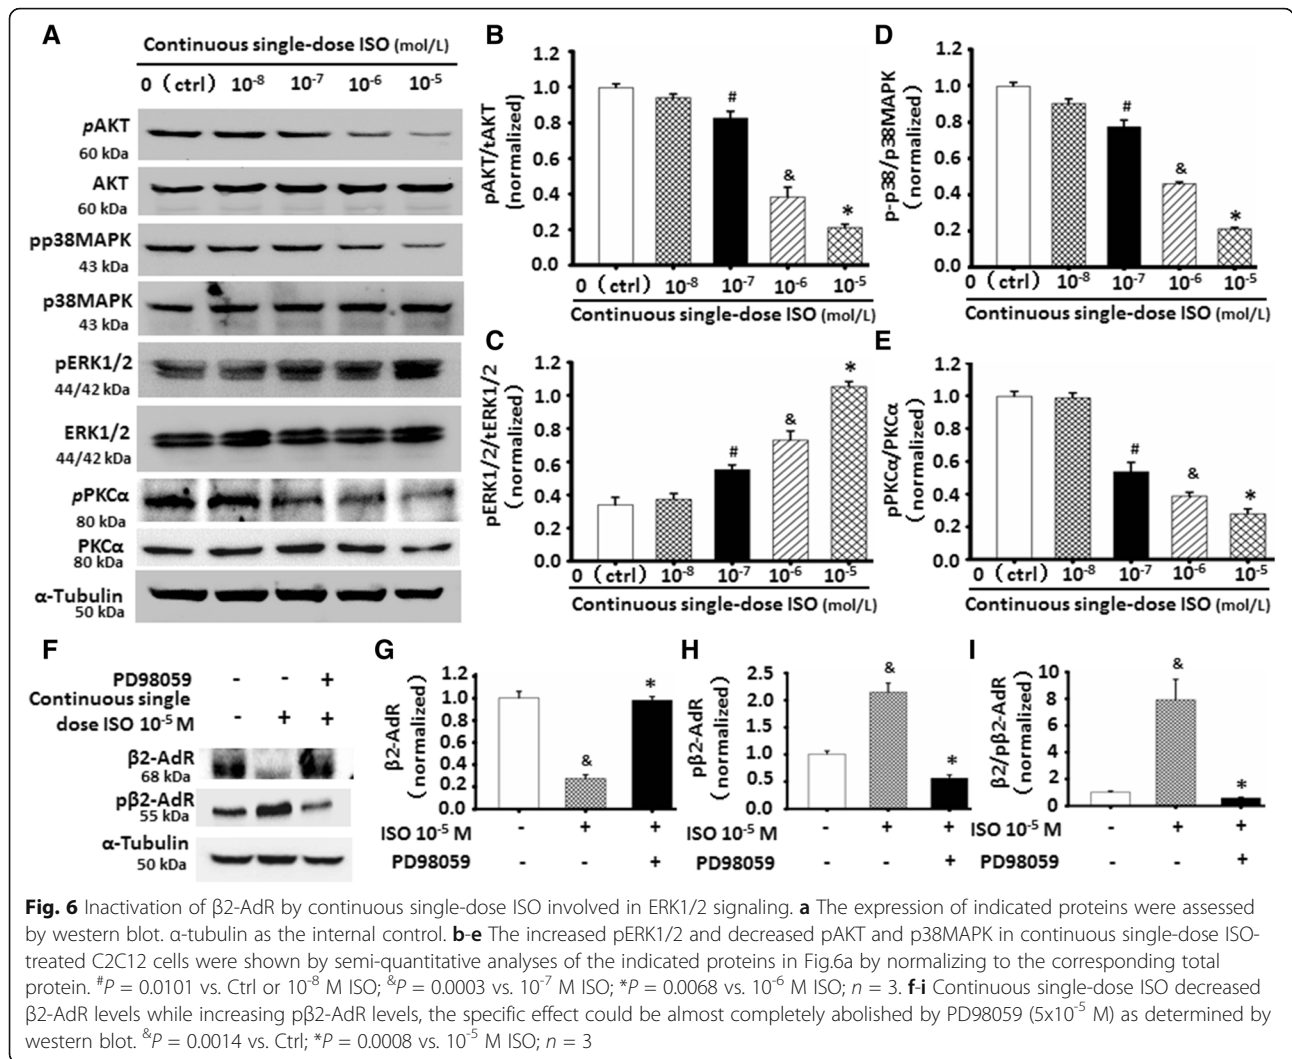 A
Continuous single-dose ISO (mol/L)
0 (ctrl) 10⁻⁸ 10⁻⁷ 10⁻⁶ 10⁻⁵
pAKT
60 kDa
AKT
60 kDa
pp38MAPK
43 kDa
p38MAPK
43 kDa
pERK1/2
44/42 kDa
ERK1/2
44/42 kDa
pPKCα
80 kDa
PKCα
80 kDa
α-Tubulin
50 kDa
B
pAKT/tAKT
(normalized)
1.2
1.0
0.8
0.6
0.4
0.2
0.0
#
&
*
0 (ctrl) 10⁻⁸ 10⁻⁷ 10⁻⁶ 10⁻⁵
Continuous single-dose ISO (mol/L)
C
pERK1/2/tERK1/2
(normalized)
1.2
1.0
0.8
0.6
0.4
0.2
0.0
#
&
*
0 (ctrl) 10⁻⁸ 10⁻⁷ 10⁻⁶ 10⁻⁵
Continuous single-dose ISO (mol/L)
D
p-p38/p38MAPK
(normalized)
1.2
1.0
0.8
0.6
0.4
0.2
0.0
#
&
*
0 (ctrl) 10⁻⁸ 10⁻⁷ 10⁻⁶ 10⁻⁵
Continuous single-dose ISO (mol/L)
E
pPKCα/PKCα
(normalized)
1.2
1.0
0.8
0.6
0.4
0.2
0.0
#
&
*
0 (ctrl) 10⁻⁸ 10⁻⁷ 10⁻⁶ 10⁻⁵
Continuous single-dose ISO (mol/L)
F
PD98059 - - +
Continuous single
dose ISO 10⁻⁵ M - + +
β2-AdR
68 kDa
pβ2-AdR
55 kDa
α-Tubulin
50 kDa
G
β2-AdR
(normalized)
1.2
1.0
0.8
0.6
0.4
0.2
0.0
&
*
ISO 10⁻⁵ M - + +
PD98059 - - +
H
pβ2-AdR
(normalized)
2.5
2.0
1.5
1.0
0.5
0.0
&
*
ISO 10⁻⁵ M - + +
PD98059 - - +
I
β2/pβ2-AdR
(normalized)
10
8
6
4
2
0
&
*
ISO 10⁻⁵ M - + +
PD98059 - - +
Fig. 6 Inactivation of β2-AdR by continuous single-dose ISO involved in ERK1/2 signaling. a The expression of indicated proteins were assessed
by western blot. α-tubulin as the internal control. b-e The increased pERK1/2 and decreased pAKT and p38MAPK in continuous single-dose ISO-
treated C2C12 cells were shown by semi-quantitative analyses of the indicated proteins in Fig.6a by normalizing to the corresponding total
protein. #P = 0.0101 vs. Ctrl or 10⁻⁸ M ISO; &P = 0.0003 vs. 10⁻⁷ M ISO; *P = 0.0068 vs. 10⁻⁶ M ISO; n = 3. f-i Continuous single-dose ISO decreased
β2-AdR levels while increasing pβ2-AdR levels, the specific effect could be almost completely abolished by PD98059 (5x10⁻⁵ M) as determined by
western blot. &P = 0.0014 vs. Ctrl; *P = 0.0008 vs. 10⁻⁵ M ISO; n = 3